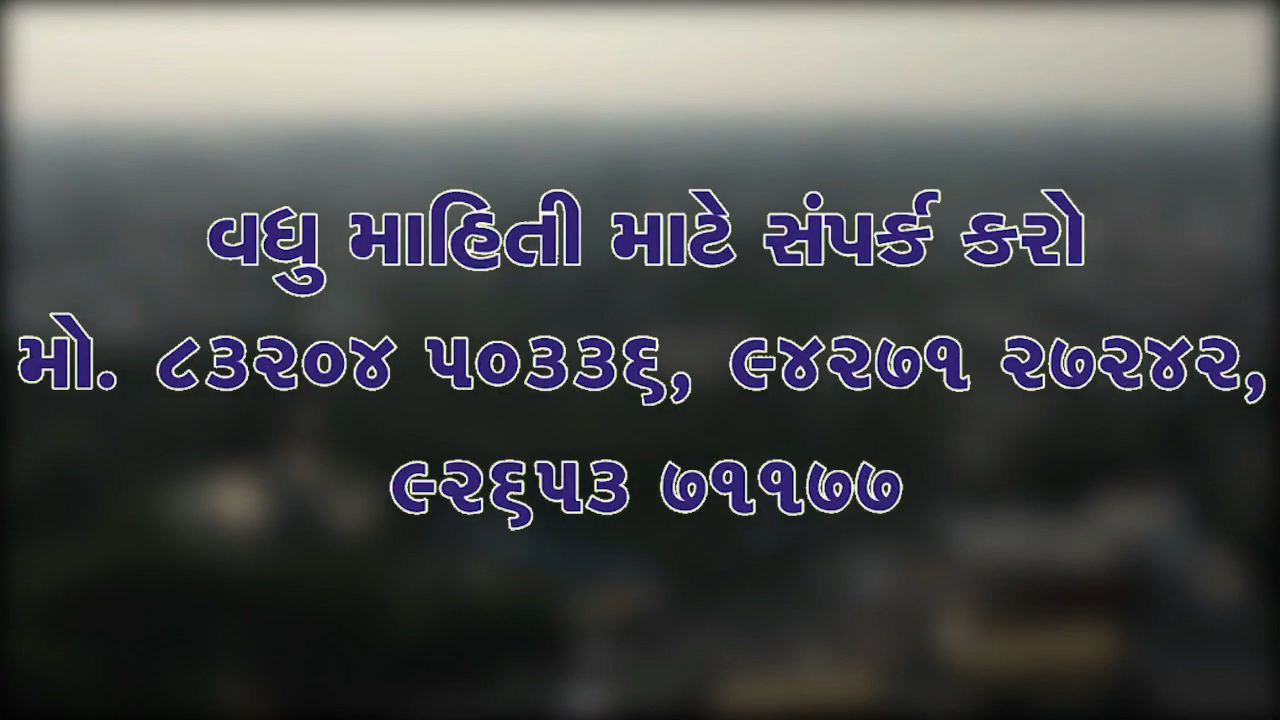 વધુ માહિતી માટે સંપર્ક કરો
મો. ૮૩૨૦૪ ૫૦૩૩૬, ૯૪૨૭૧ ૨૭૨૪૨,
૯૨૬૫૩ ૭૧૧૭૭